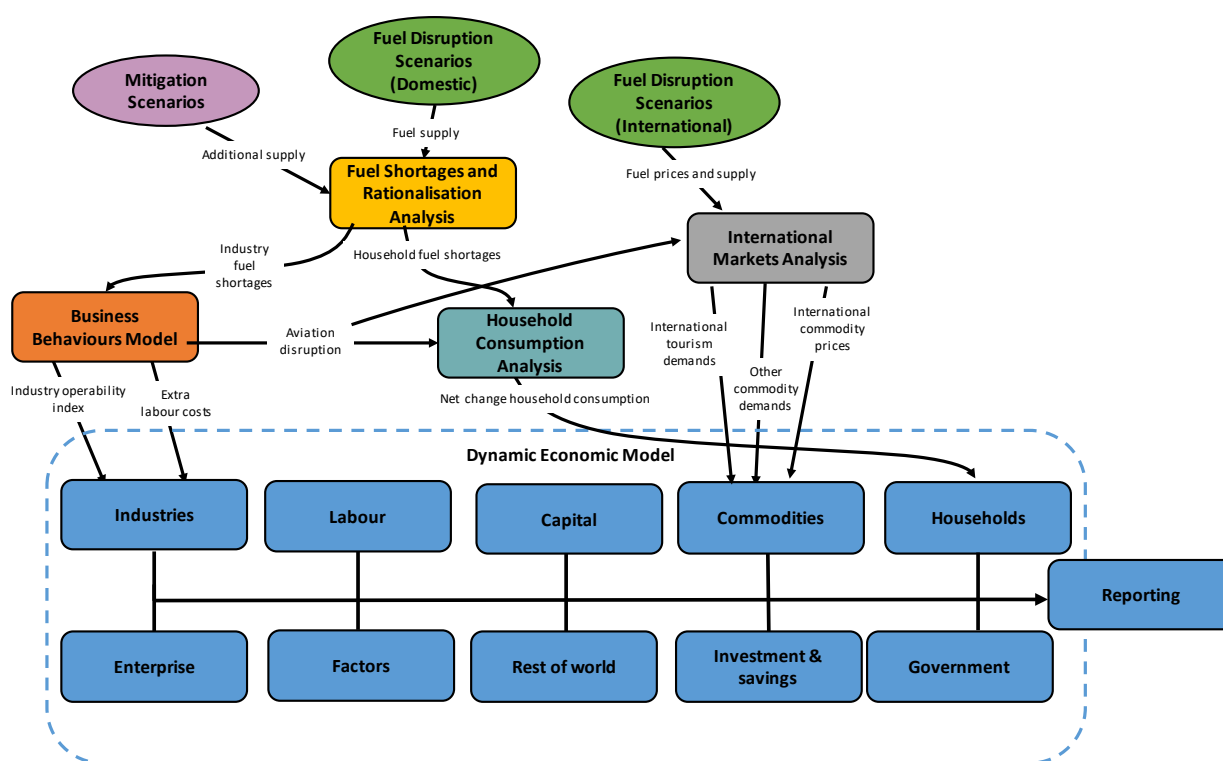 Fuel Disruption
Scenarios
(Domestic)
Mitigation
Scenarios
Fuel Disruption
Scenarios
(International)
Fuel supply
Additional supply
Fuel prices and supply
Fuel Shortages and
Rationalisation
Analysis
International
Markets Analysis
Industry
fuel
shortages
Household fuel shortages
Business
Behaviours Model
Aviation
disruption
Household
Consumption
Analysis
International
tourism
demands
International
commodity
prices
Other
commodity
demands
Industry operability
index
Extra
labour costs
Net change household consumption
Dynamic Economic Model
Industries
Labour
Capital
Commodities
Households
Reporting
Enterprise
Factors
Rest of world
Investment &
savings
Government